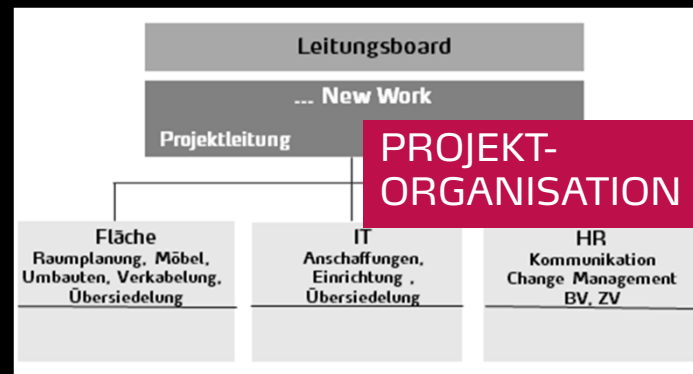 Leitungsboard
... New Work
Projektleitung
PROJEKT-
ORGANISATION
Fläche
Raumplanung, Möbel,
Umbauten, Verkabelung,
Übersiedelung
IT
Anschaffungen,
Einrichtung ,
Übersiedelung
HR
Kommunikation
Change Management
BV, ZV